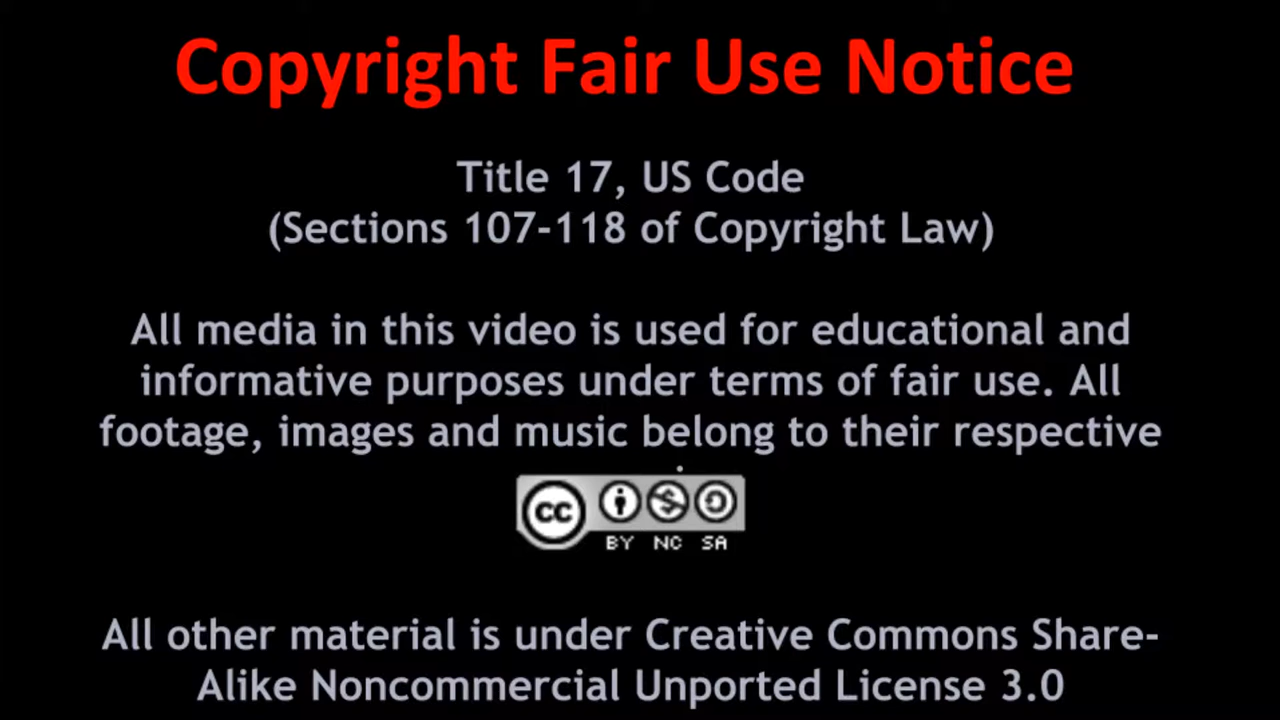 Copyright Fair Use Notice
Title 17, US Code
(Sections 107-118 of Copyright Law)
All media in this video is used for educational and
informative purposes under terms of fair use. All
footage, images and music belong to their respective
cc
BY NC SA
All other material is under Creative Commons Share-
Alike Noncommercial Unported License 3.0